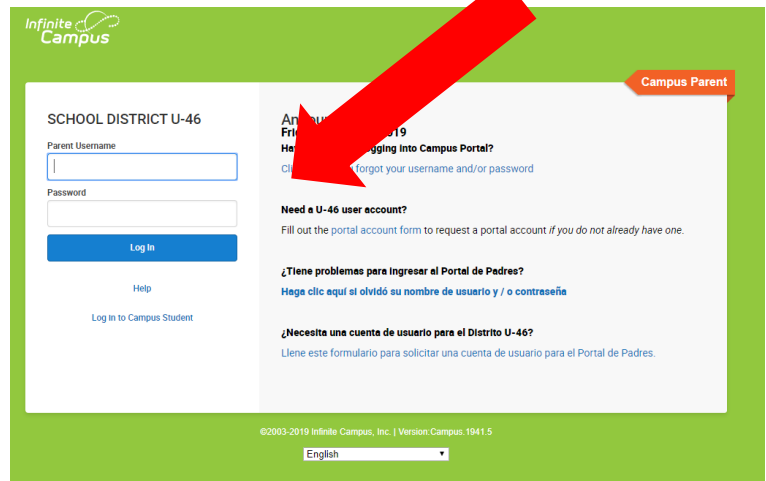 Infinite
Campus
Campus Parent
SCHOOL DISTRICT U-46
Parent Username
Password
Log In
Help
Log in to Campus Student
19
gging into Campus Portal?
forgot your username and/or password
Need a U-46 user account?
Fill out the portal account form to request a portal account if you do not already have one.
¿Tiene problemas para ingresar al Portal de Padres?
Haga clic aquí si olvidó su nombre de usuario y / o contraseña
¿Necesita una cuenta de usuario para el Distrito U-46?
Llene este formulario para solicitar una cuenta de usuario para el Portal de Padres.
©2003-2019 Infinite Campus, Inc. | Version:Campus.1941.5
English